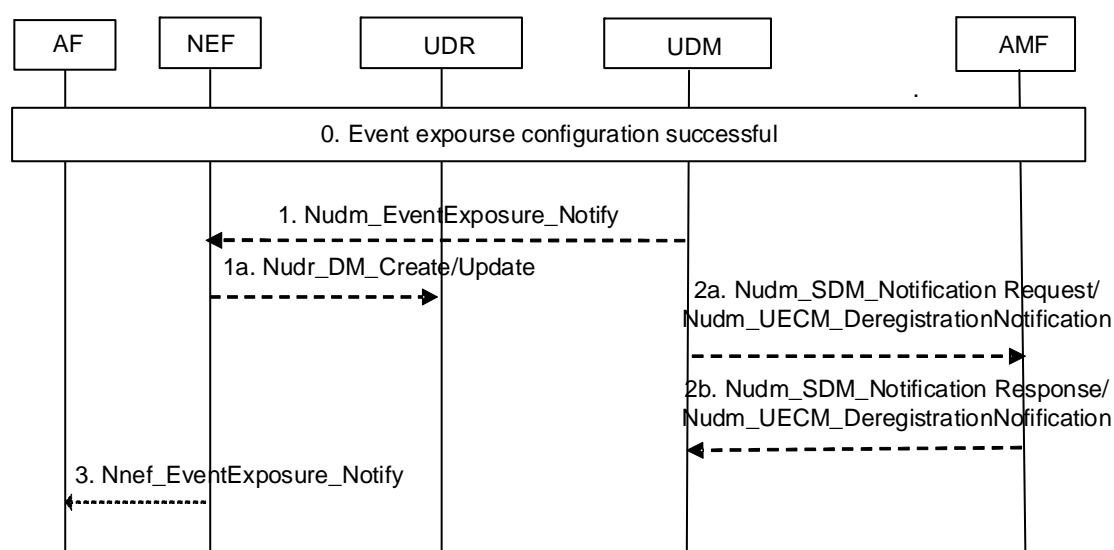 AF
NEF
UDR
UDM
AMF
.
0. Event expourse configuration successful
1. Nudm_EventExposure_Notify
1a. Nudr_DM_Create/Update
2a. Nudm_SDM_Notification Request/
Nudm_UECM_DeregistrationNotification
2b. Nudm_SDM_Notification Response/
Nudm_UECM_DeregistrationNofification
3. Nnef_EventExposure_Notify